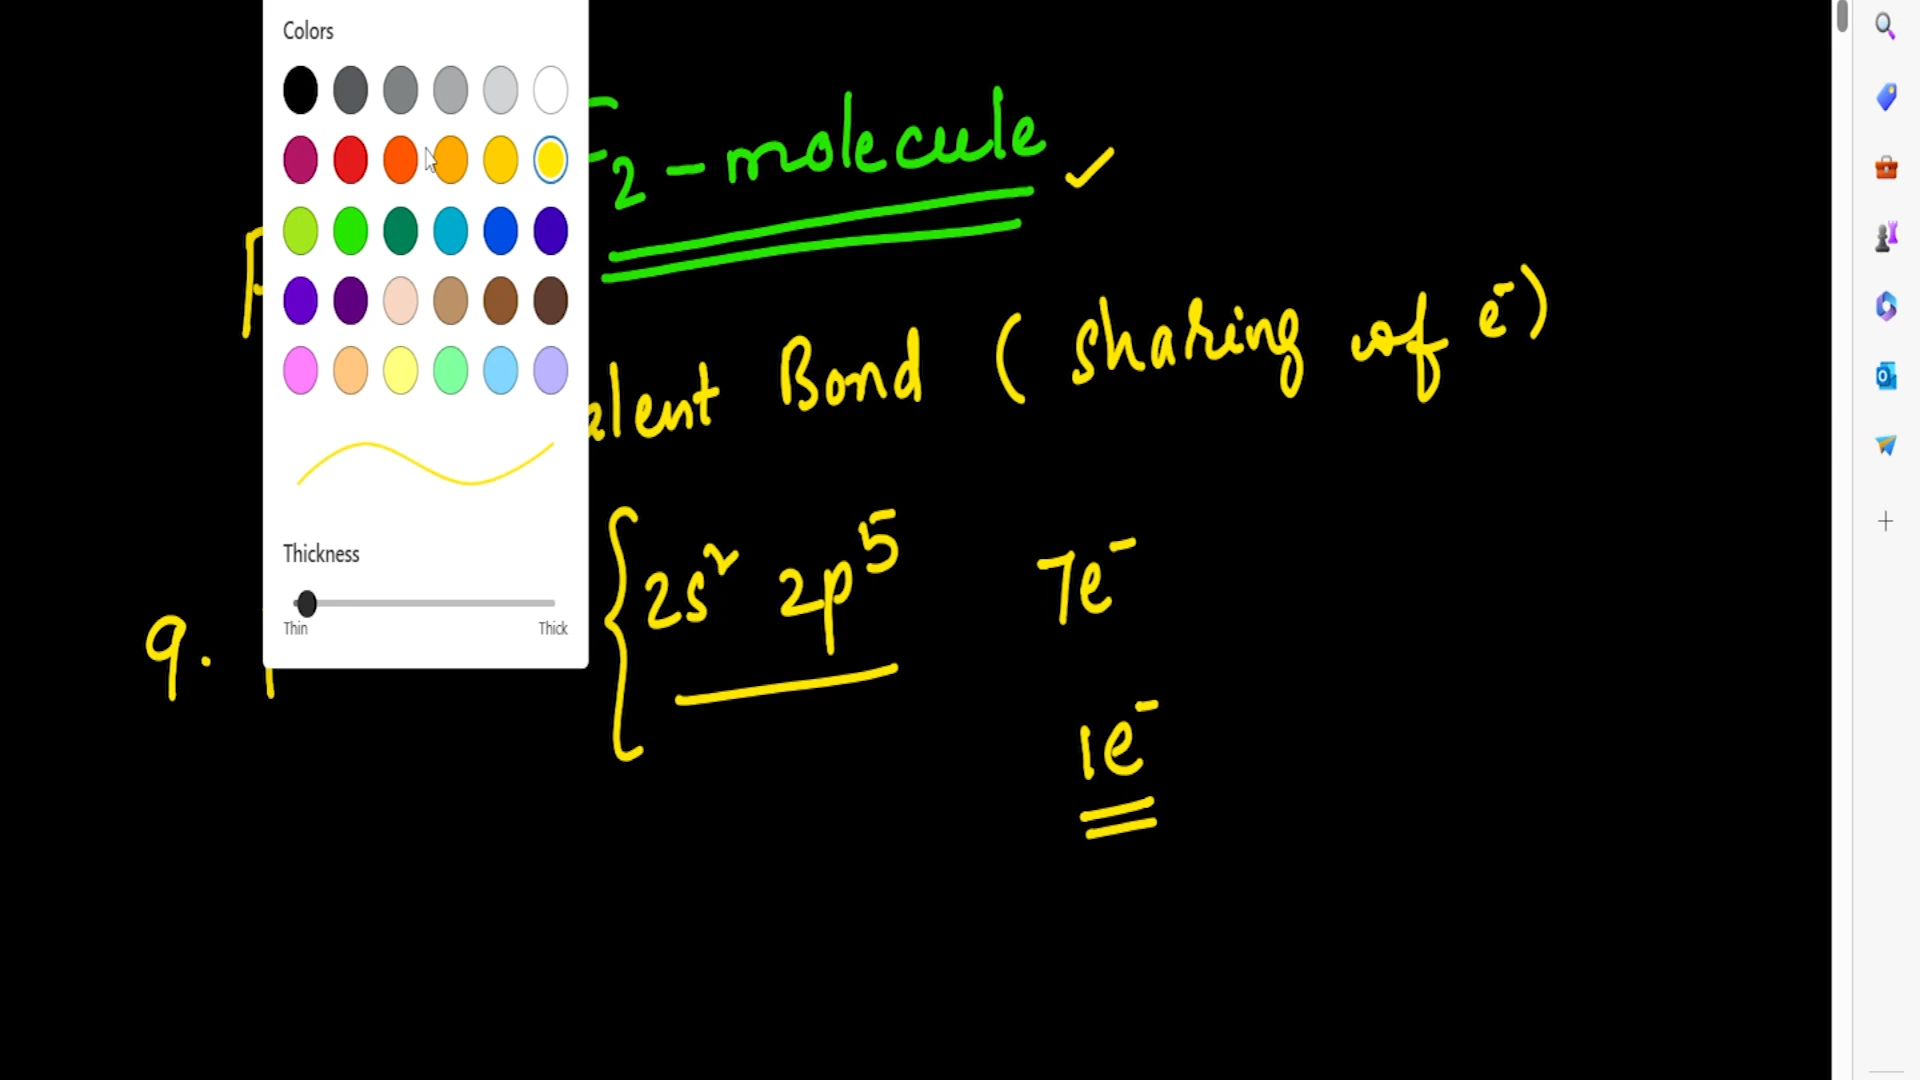 Colors
2 - molecule ✓
alent Bond ( sharing of e⁻)
Thickness
Thin Thick
9. { 2s² 2p⁵ 7e⁻
1e⁻